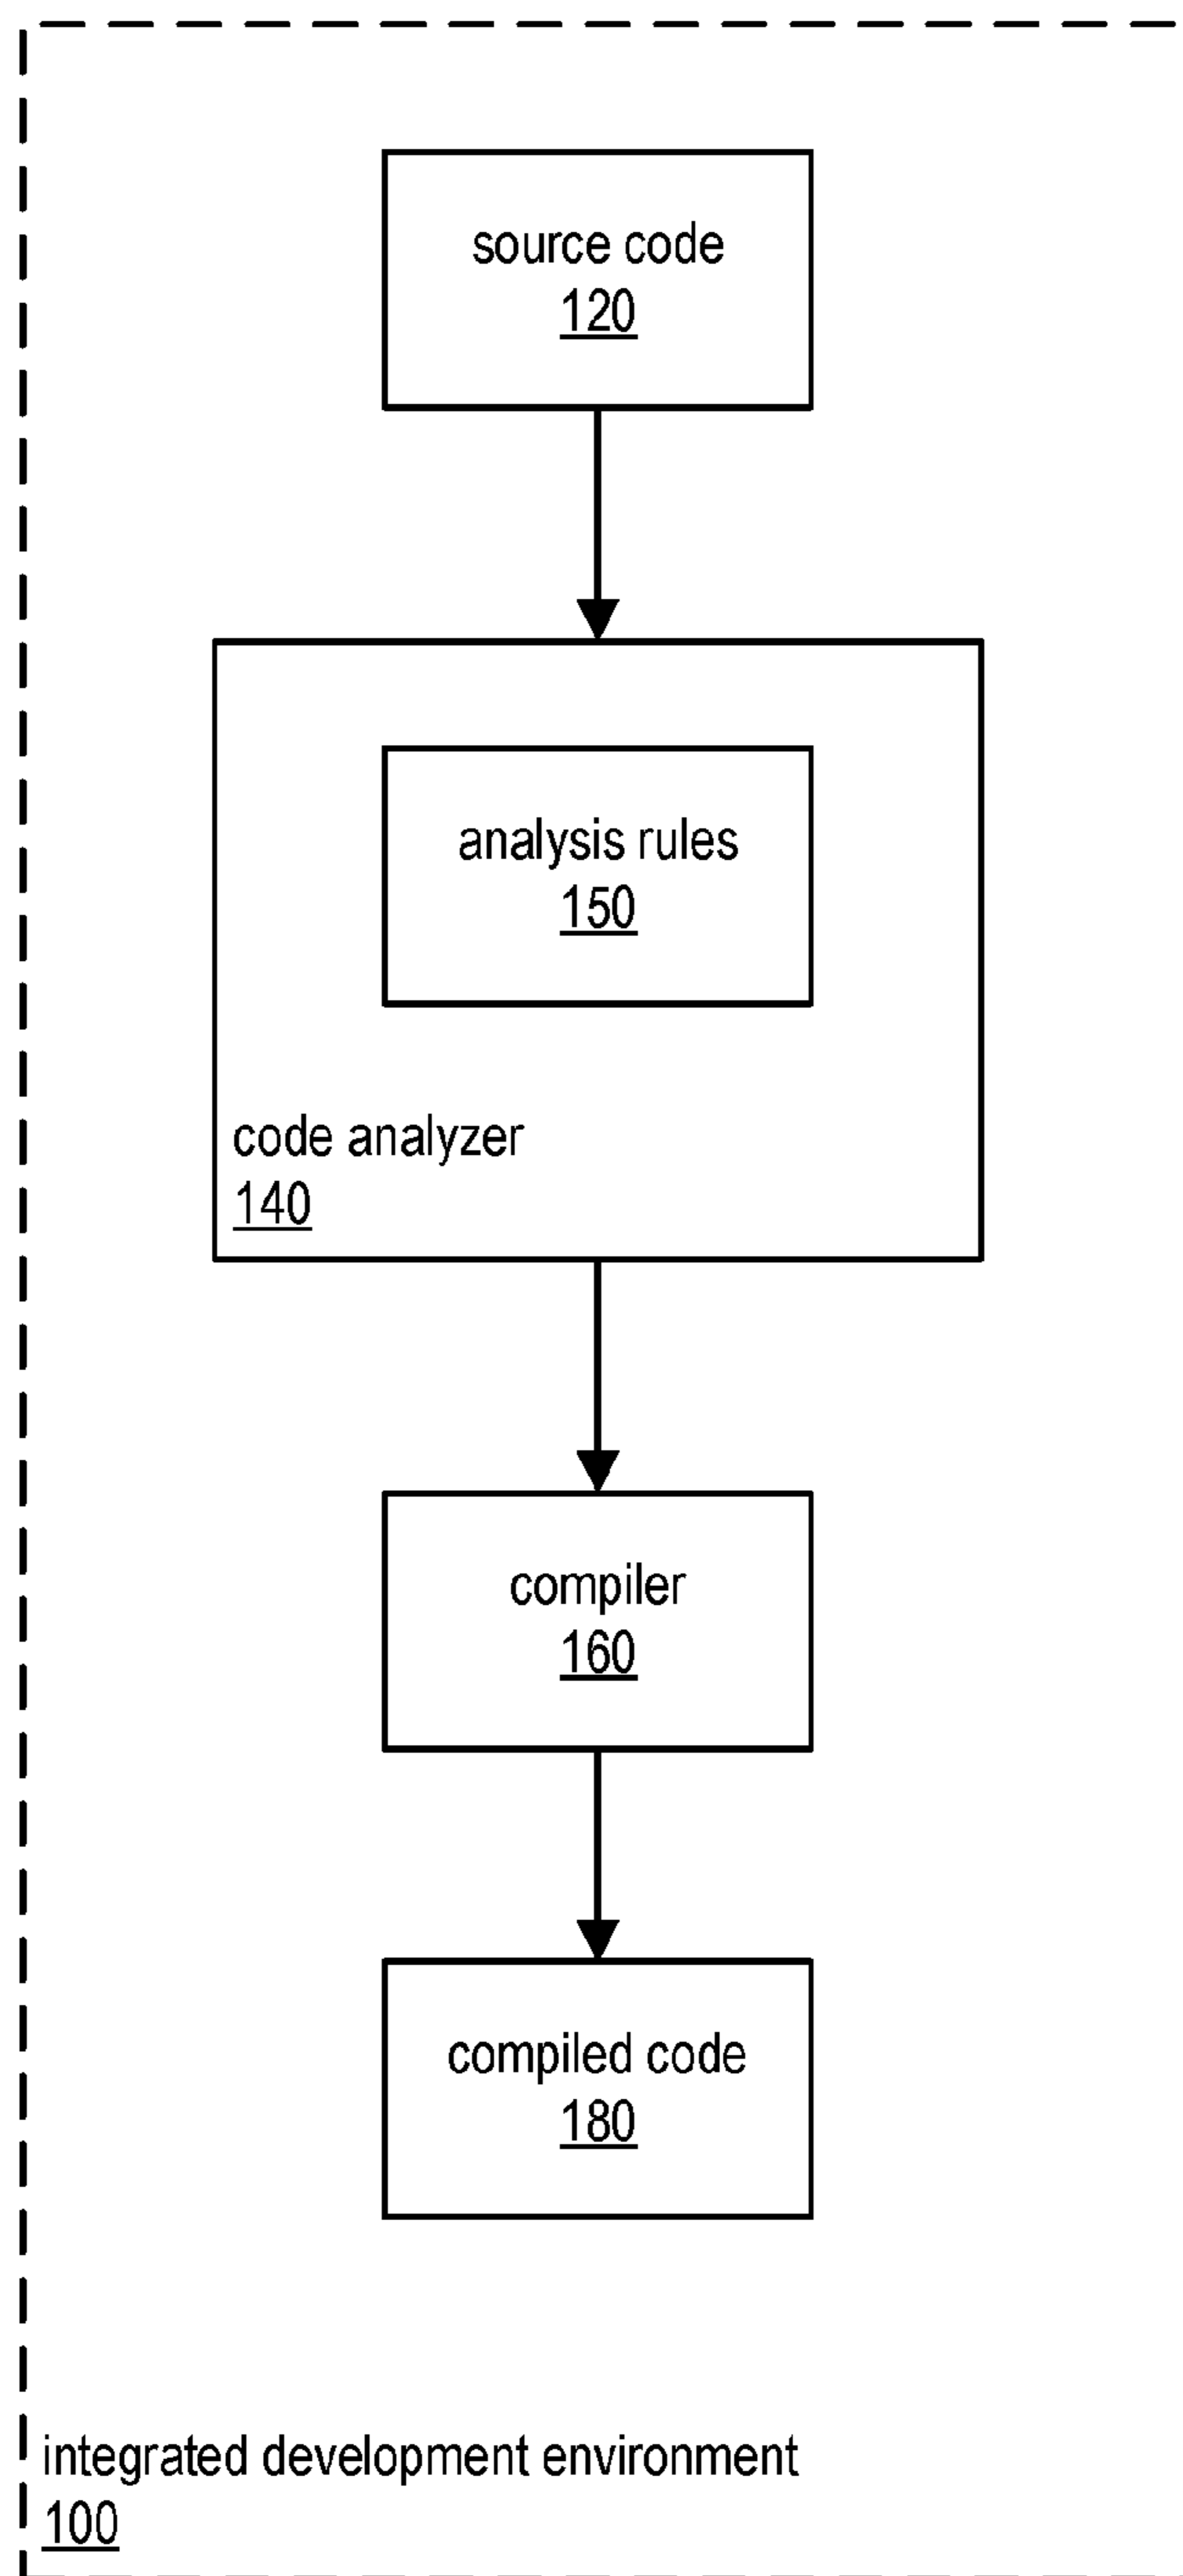 source code
120
analysis rules
150
code analyzer
140
compiler
160
compiled code
180
integrated development environment
100